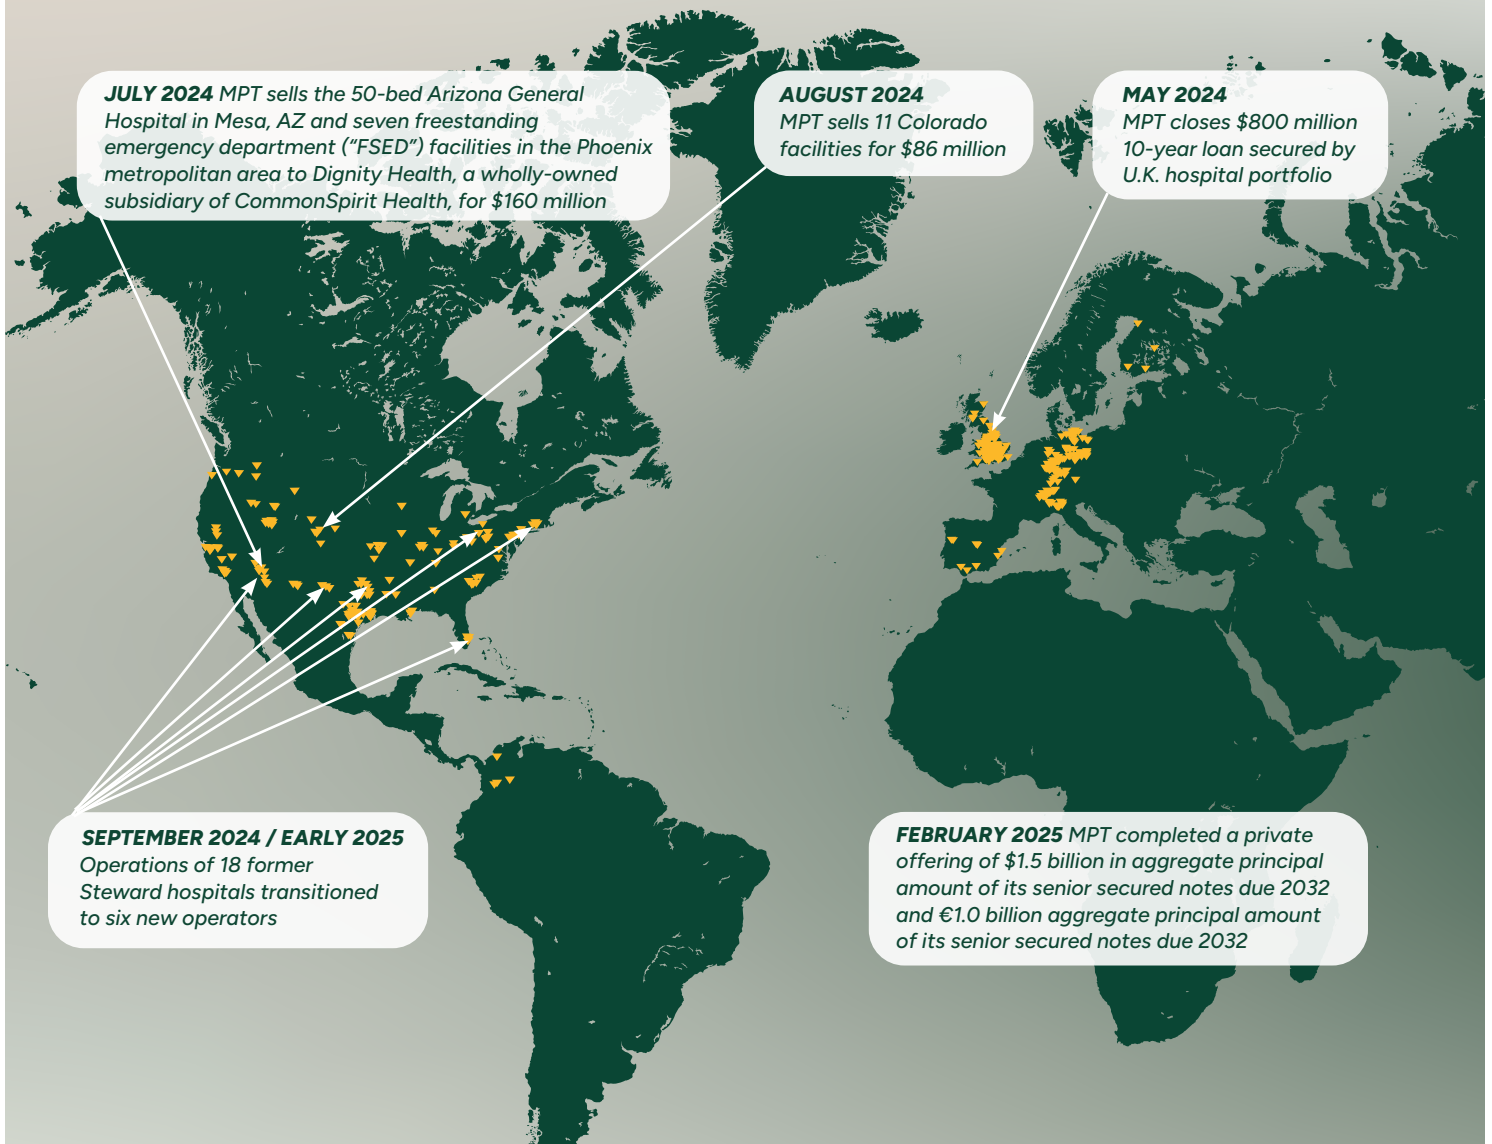 JULY 2024 MPT sells the 50-bed Arizona General
Hospital in Mesa, AZ and seven freestanding
emergency department (“FSED”) facilities in the Phoenix
metropolitan area to Dignity Health, a wholly-owned
subsidiary of CommonSpirit Health, for $160 million
AUGUST 2024
MPT sells 11 Colorado
facilities for $86 million
MAY 2024
MPT closes $800 million
10-year loan secured by
U.K. hospital portfolio
SEPTEMBER 2024 / EARLY 2025
Operations of 18 former
Steward hospitals transitioned
to six new operators
FEBRUARY 2025 MPT completed a private
offering of $1.5 billion in aggregate principal
amount of its senior secured notes due 2032
and €1.0 billion aggregate principal amount
of its senior secured notes due 2032